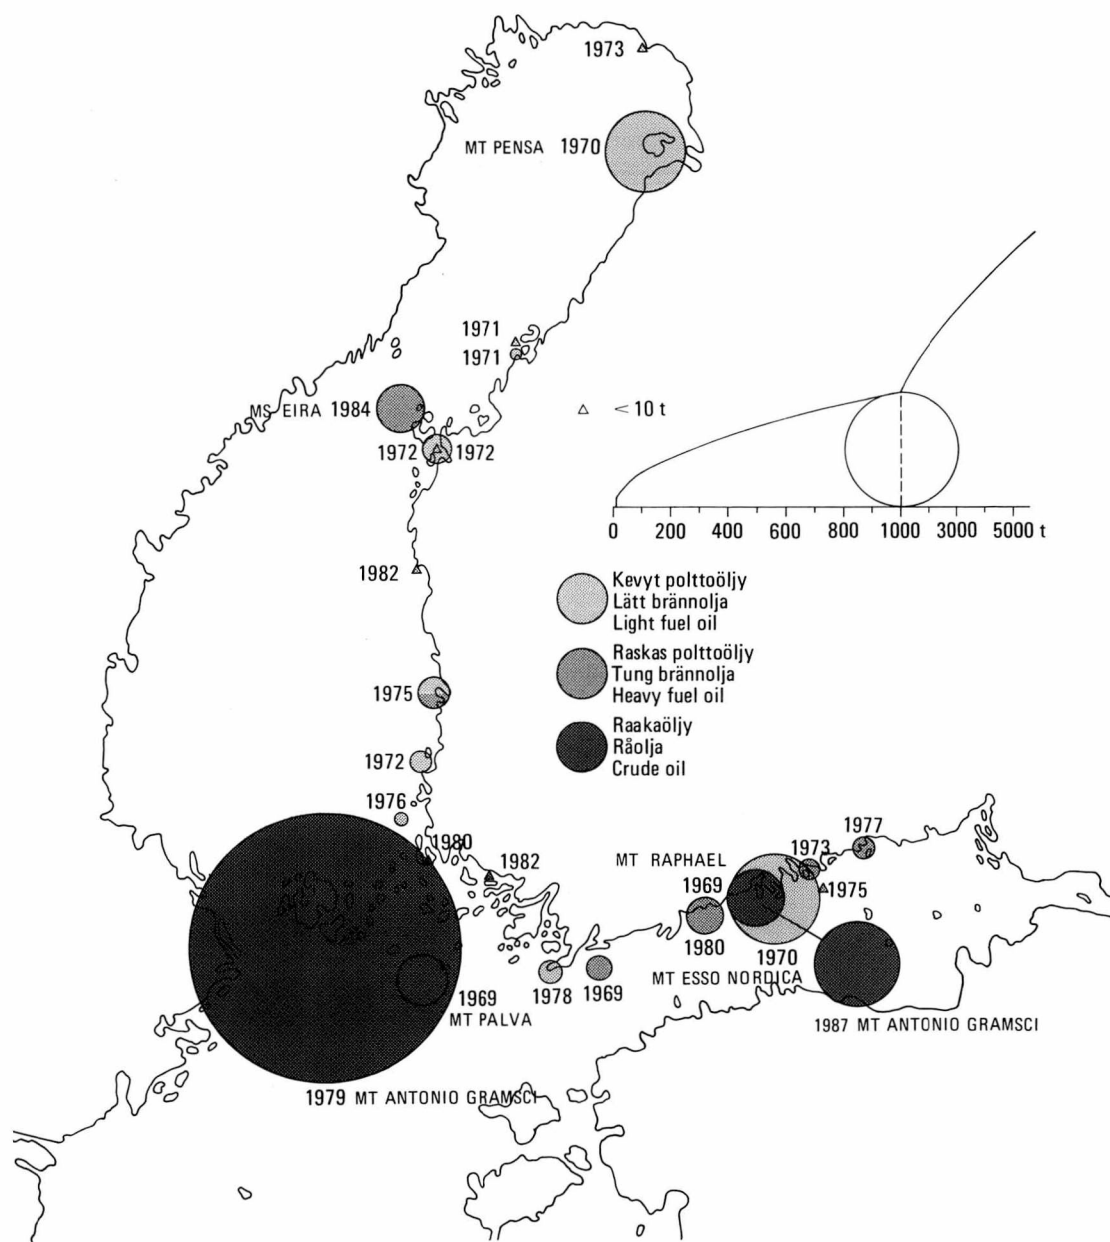 1973
MT PENSA 1970
1971
1971
MS EIRA 1984
△ < 10 t
1972 1972
0 200 400 600 800 1000 3000 5000 t
1982
Kevyt polttoöljy
Lätt brännolja
Light fuel oil
Raskas polttoöljy
Tung brännolja
Heavy fuel oil
1975
Raakaöljy
Råolja
Crude oil
1972
1976
1980
1977
1973
MT RAPHAEL
1982
1969
1975
1980
1970
MT ESSO NORDICA
1978
1969
1969
MT PALVA
1987 MT ANTONIO GRAMSCI
1979 MT ANTONIO GRAMSCI